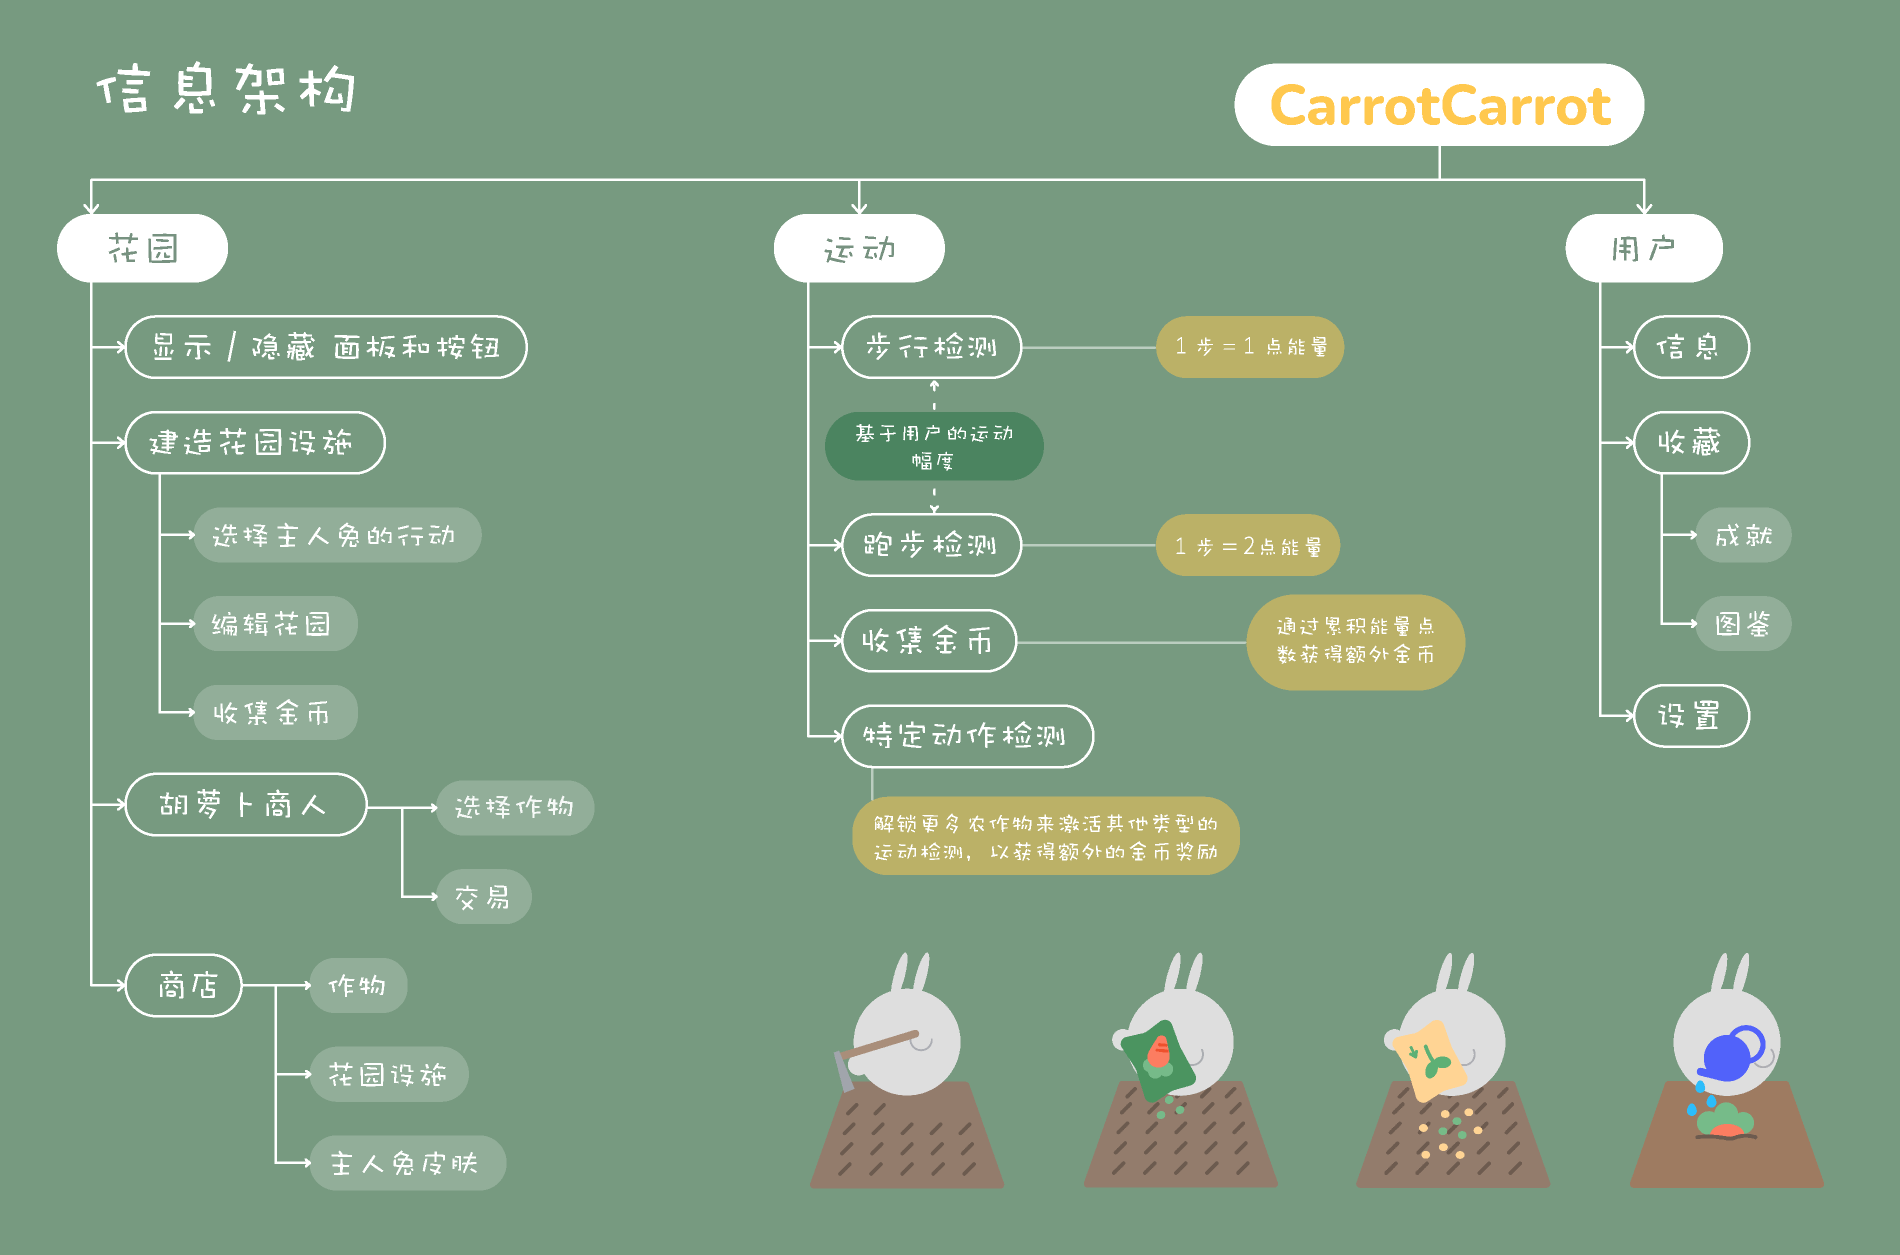 信息架构
CarrotCarrot
花园
显示 / 隐藏 面板和按钮
建造花园设施
选择主人兔的行动
编辑花园
收集金币
胡萝卜商人
选择作物
交易
商店
作物
花园设施
主人兔皮肤
运动
步行检测
1 步 = 1 点能量
基于用户的运动
幅度
跑步检测
1 步 = 2点能量
收集金币
通过累积能量点
数获得额外金币
特定动作检测
解锁更多农作物来激活其他类型的
运动检测，以获得额外的金币奖励
用户
信息
收藏
成就
图鉴
设置